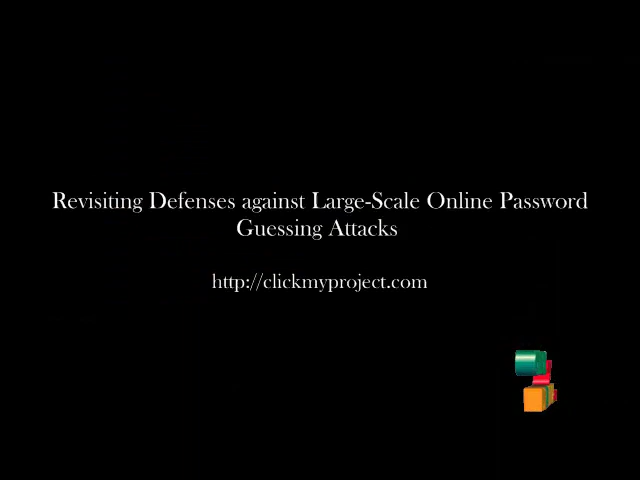 Revisiting Defenses against Large-Scale Online Password
Guessing Attacks
http://clickmyproject.com